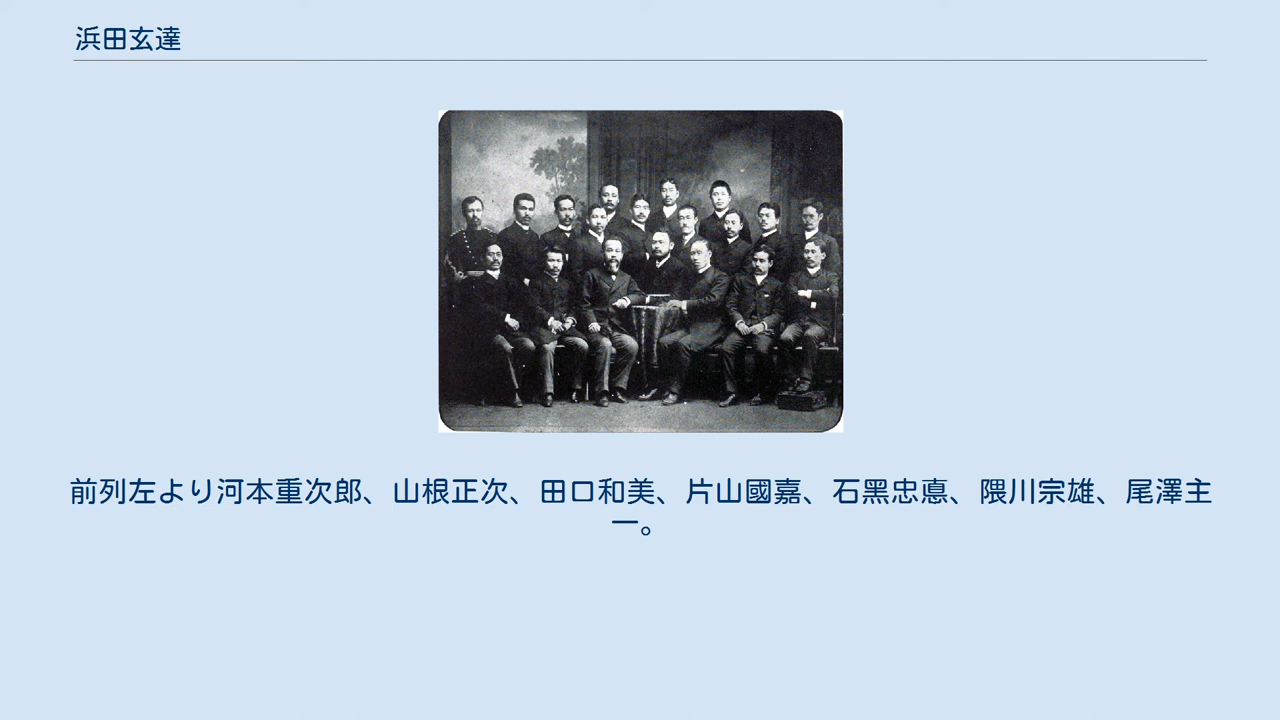 浜田玄達
前列左より河本重次郎、山根正次、田口和美、片山國嘉、石黑忠悳、隈川宗雄、尾澤主
一。